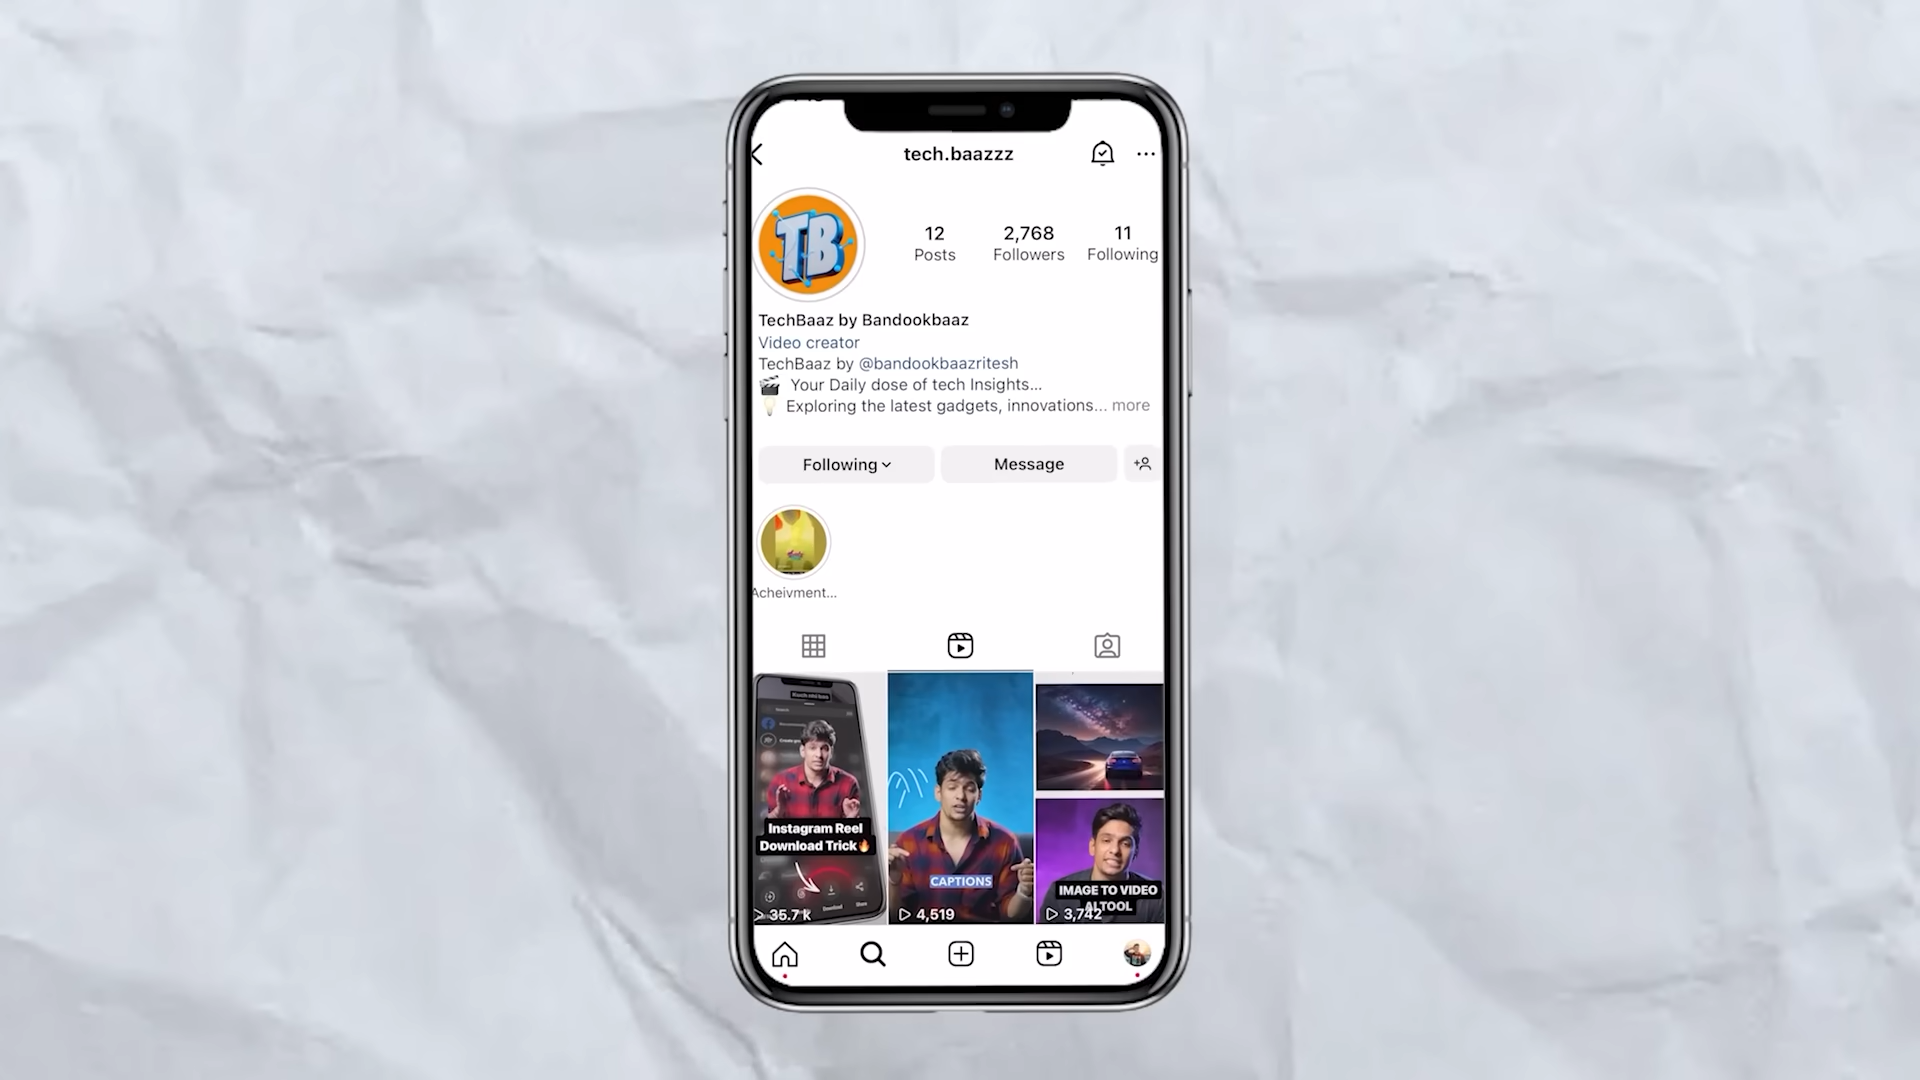 tech.baazzz
TB
12
Posts
2,768
Followers
11
Following
TechBaaz by Bandookbaaz
Video creator
TechBaaz by @bandookbaazritesh
🎬 Your Daily dose of tech Insights...
💡 Exploring the latest gadgets, innovations... more
Following
Message
Acheivment...
Instagram Reel
Download Trick🔥
Download
Share
35.7 k
CAPTIONS
4,519
IMAGE TO VIDEO
AI TOOL
3,742